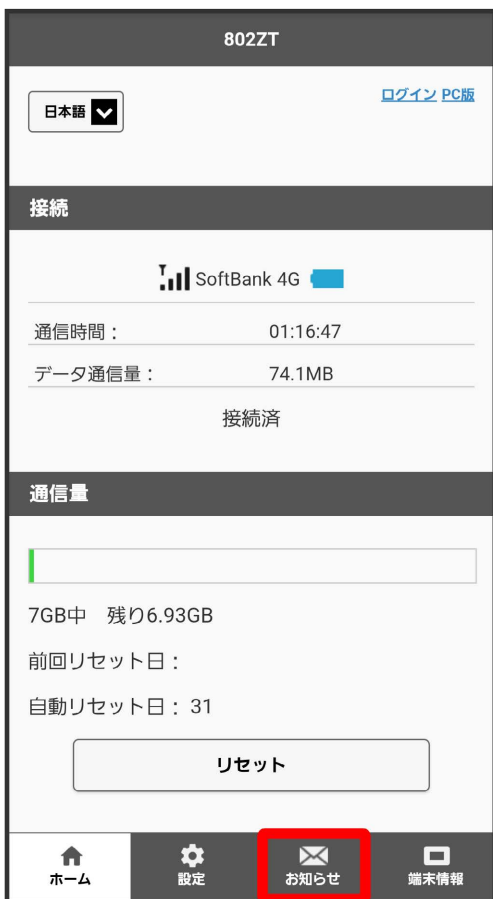 802ZT
日本語
ログイン PC版
接続
SoftBank 4G
通信時間： 01:16:47
データ通信量： 74.1MB
接続済
通信量
7GB中 残り6.93GB
前回リセット日：
自動リセット日：31
リセット
ホーム 設定 お知らせ 端末情報